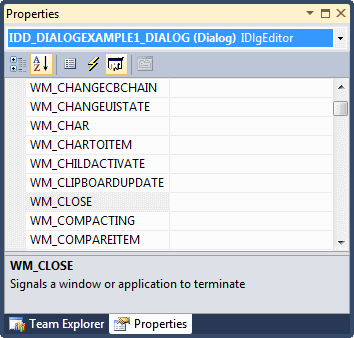 Properties
IDD_DIALOGEXAMPLE1_DIALOG (Dialog) IDlgEditor
A
Z
WM_CHANGECBCHAIN
WM_CHANGEUISTATE
WM_CHAR
WM_CHARTOITEM
WM_CHILDACTIVATE
WM_CLIPBOARDUPDATE
WM_CLOSE
WM_COMPACTING
WM_COMPAREITEM
WM_CLOSE
Signals a window or application to terminate
Team Explorer Properties